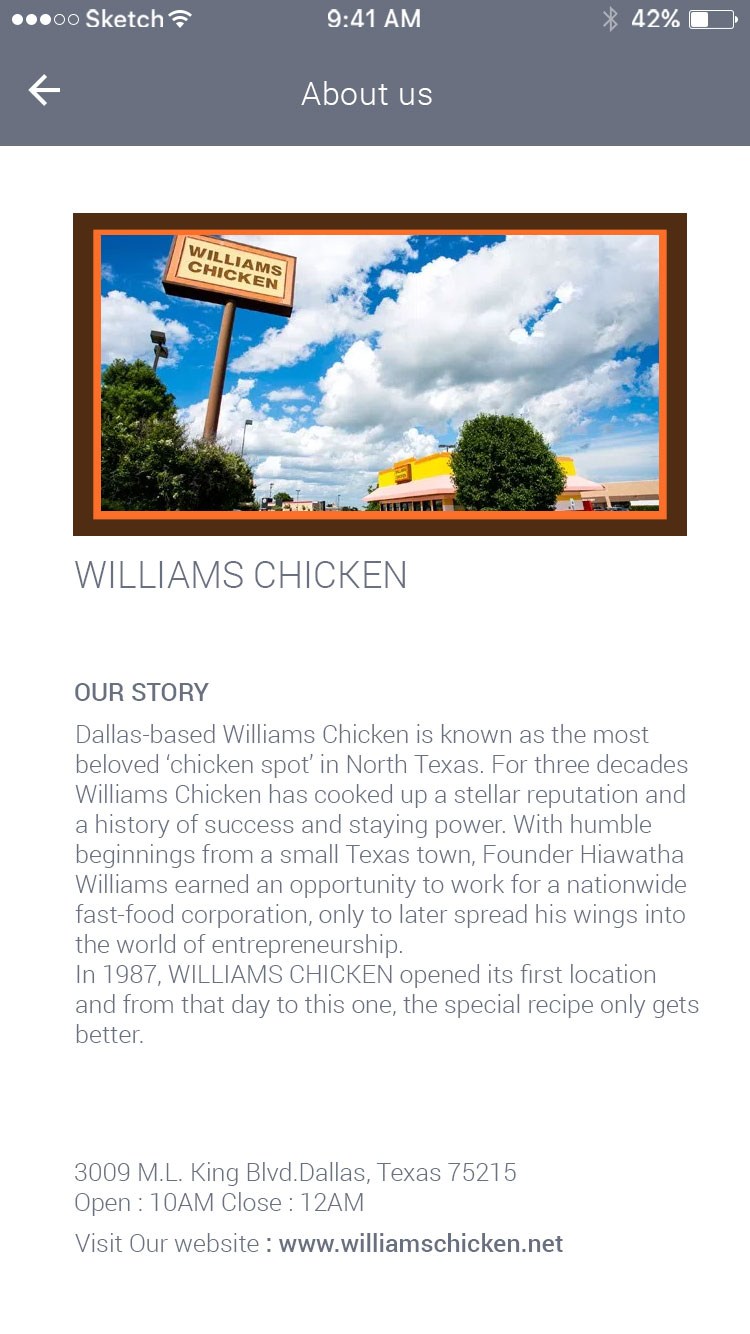 Sketch 9:41 AM 42%
About us
WILLIAMS
CHICKEN
WILLIAMS CHICKEN
OUR STORY
Dallas-based Williams Chicken is known as the most
beloved ‘chicken spot’ in North Texas. For three decades
Williams Chicken has cooked up a stellar reputation and
a history of success and staying power. With humble
beginnings from a small Texas town, Founder Hiawatha
Williams earned an opportunity to work for a nationwide
fast-food corporation, only to later spread his wings into
the world of entrepreneurship.
In 1987, WILLIAMS CHICKEN opened its first location
and from that day to this one, the special recipe only gets
better.
3009 M.L. King Blvd.Dallas, Texas 75215
Open : 10AM Close : 12AM
Visit Our website : www.williamschicken.net